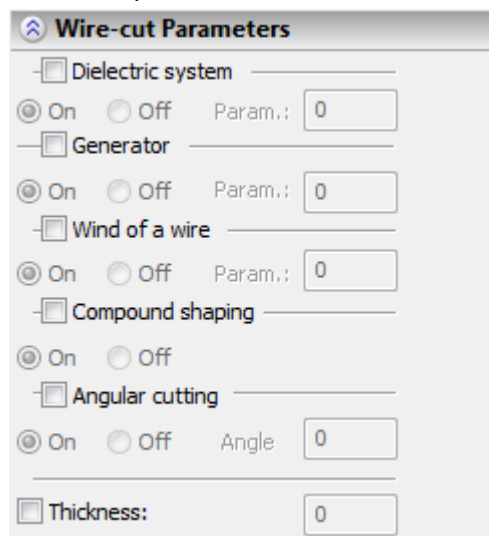 Wire-cut Parameters
Dielectric system
On Off Param.: 0
Generator
On Off Param.: 0
Wind of a wire
On Off Param.: 0
Compound shaping
On Off
Angular cutting
On Off Angle 0
Thickness: 0